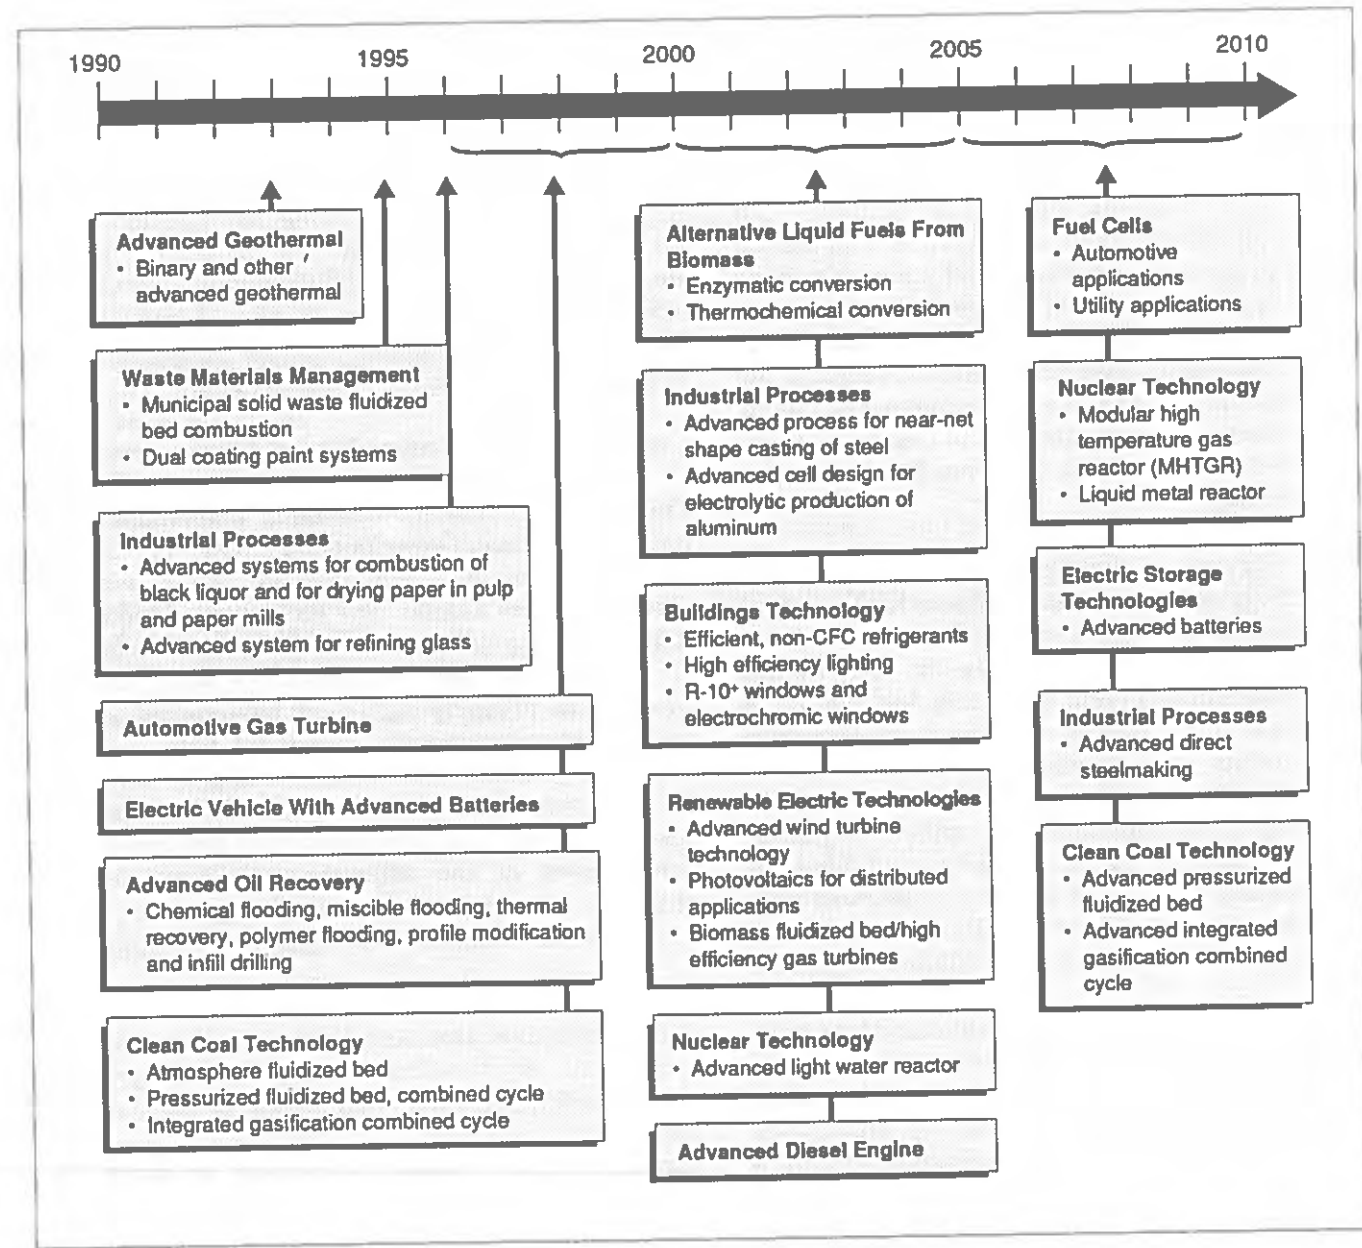 1990
1995
2000
2005
2010
Advanced Geothermal
• Binary and other
advanced geothermal
Waste Materials Management
• Municipal solid waste fluidized
bed combustion
• Dual coating paint systems
Industrial Processes
• Advanced systems for combustion of
black liquor and for drying paper in pulp
and paper mills
• Advanced system for refining glass
Automotive Gas Turbine
Electric Vehicle With Advanced Batteries
Advanced Oil Recovery
• Chemical flooding, miscible flooding, thermal
recovery, polymer flooding, profile modification
and infill drilling
Clean Coal Technology
• Atmosphere fluidized bed
• Pressurized fluidized bed, combined cycle
• Integrated gasification combined cycle
Alternative Liquid Fuels From
Biomass
• Enzymatic conversion
• Thermochemical conversion
Industrial Processes
• Advanced process for near-net
shape casting of steel
• Advanced cell design for
electrolytic production of
aluminum
Buildings Technology
• Efficient, non-CFC refrigerants
• High efficiency lighting
• R-10⁺ windows and
electrochromic windows
Renewable Electric Technologies
• Advanced wind turbine
technology
• Photovoltaics for distributed
applications
• Biomass fluidized bed/high
efficiency gas turbines
Nuclear Technology
• Advanced light water reactor
Advanced Diesel Engine
Fuel Cells
• Automotive
applications
• Utility applications
Nuclear Technology
• Modular high
temperature gas
reactor (MHTGR)
• Liquid metal reactor
Electric Storage
Technologies
• Advanced batteries
Industrial Processes
• Advanced direct
steelmaking
Clean Coal Technology
• Advanced pressurized
fluidized bed
• Advanced integrated
gasification combined
cycle